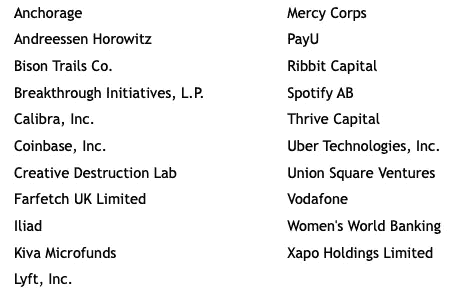 Anchorage
Andreessen Horowitz
Bison Trails Co.
Breakthrough Initiatives, L.P.
Calibra, Inc.
Coinbase, Inc.
Creative Destruction Lab
Farfetch UK Limited
Iliad
Kiva Microfunds
Lyft, Inc.
Mercy Corps
PayU
Ribbit Capital
Spotify AB
Thrive Capital
Uber Technologies, Inc.
Union Square Ventures
Vodafone
Women's World Banking
Xapo Holdings Limited